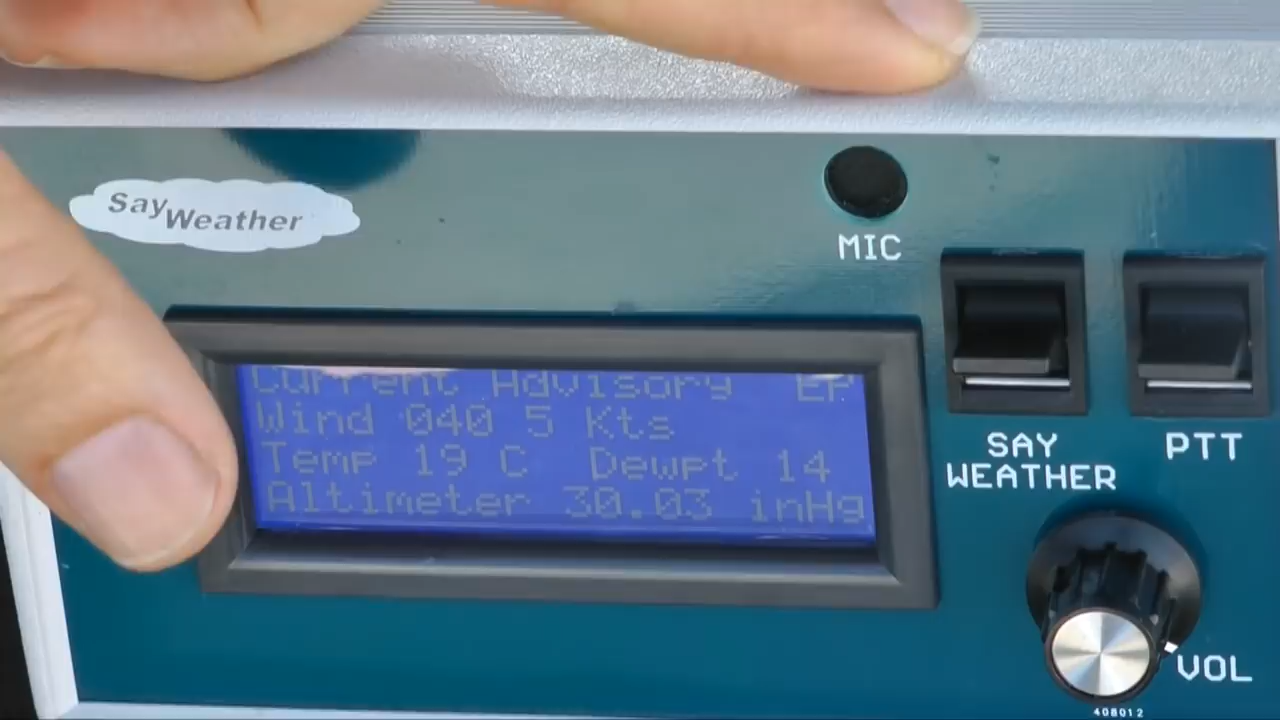 Say Weather
MIC
Current Advisory EP
Wind 040 5 Kts
Temp 19 C Dewpt 14
Altimeter 30.03 inHg
SAY
WEATHER
PTT
VOL
408012